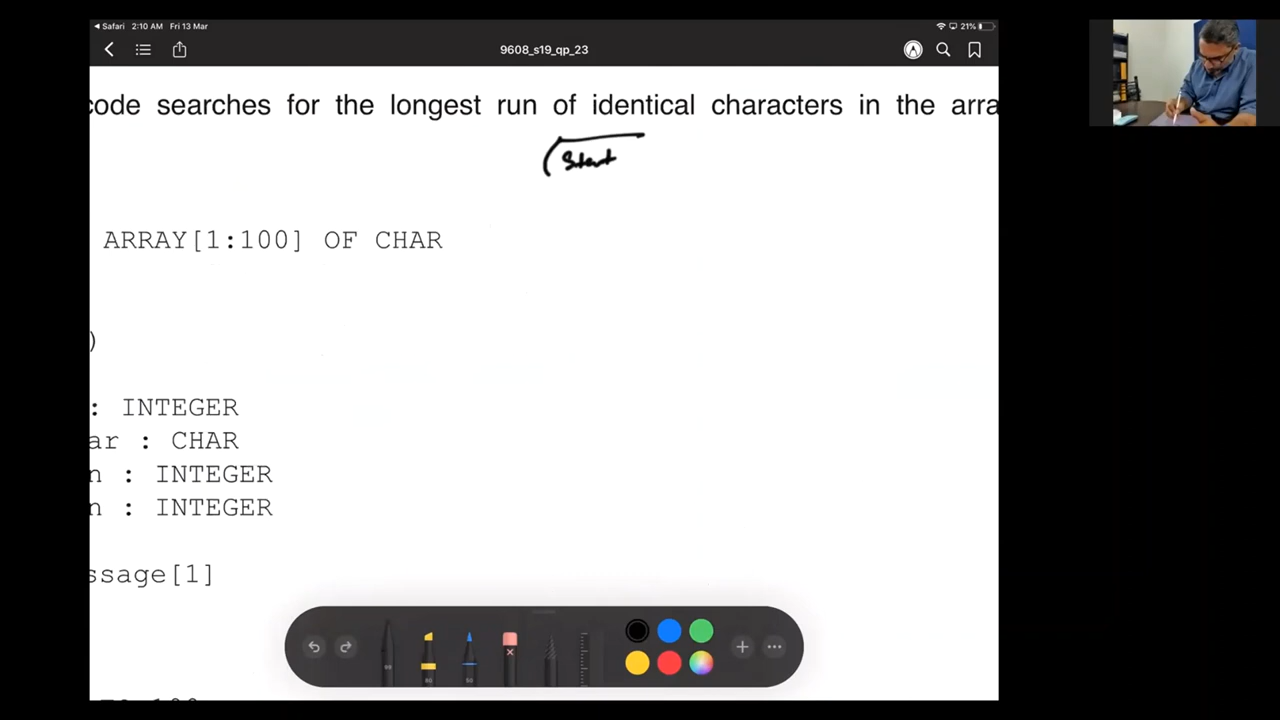 Safari 2:10 AM Fri 13 Mar 21%
9608_s19_qp_23
code searches for the longest run of identical characters in the arra
Start
ARRAY[1:100] OF CHAR
)
: INTEGER
ar : CHAR
n : INTEGER
n : INTEGER
ssage[1]